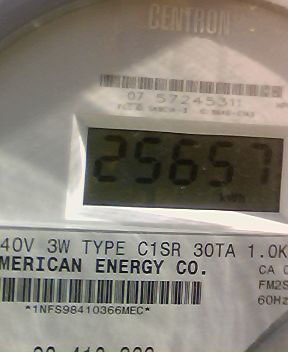 CENTRON
07 57245311
25657
kWh
40V 3W TYPE C1SR 30TA 1.0K
MERICAN ENERGY CO.
CA 0
FM2S
60Hz
*1NFS98410366MEC*